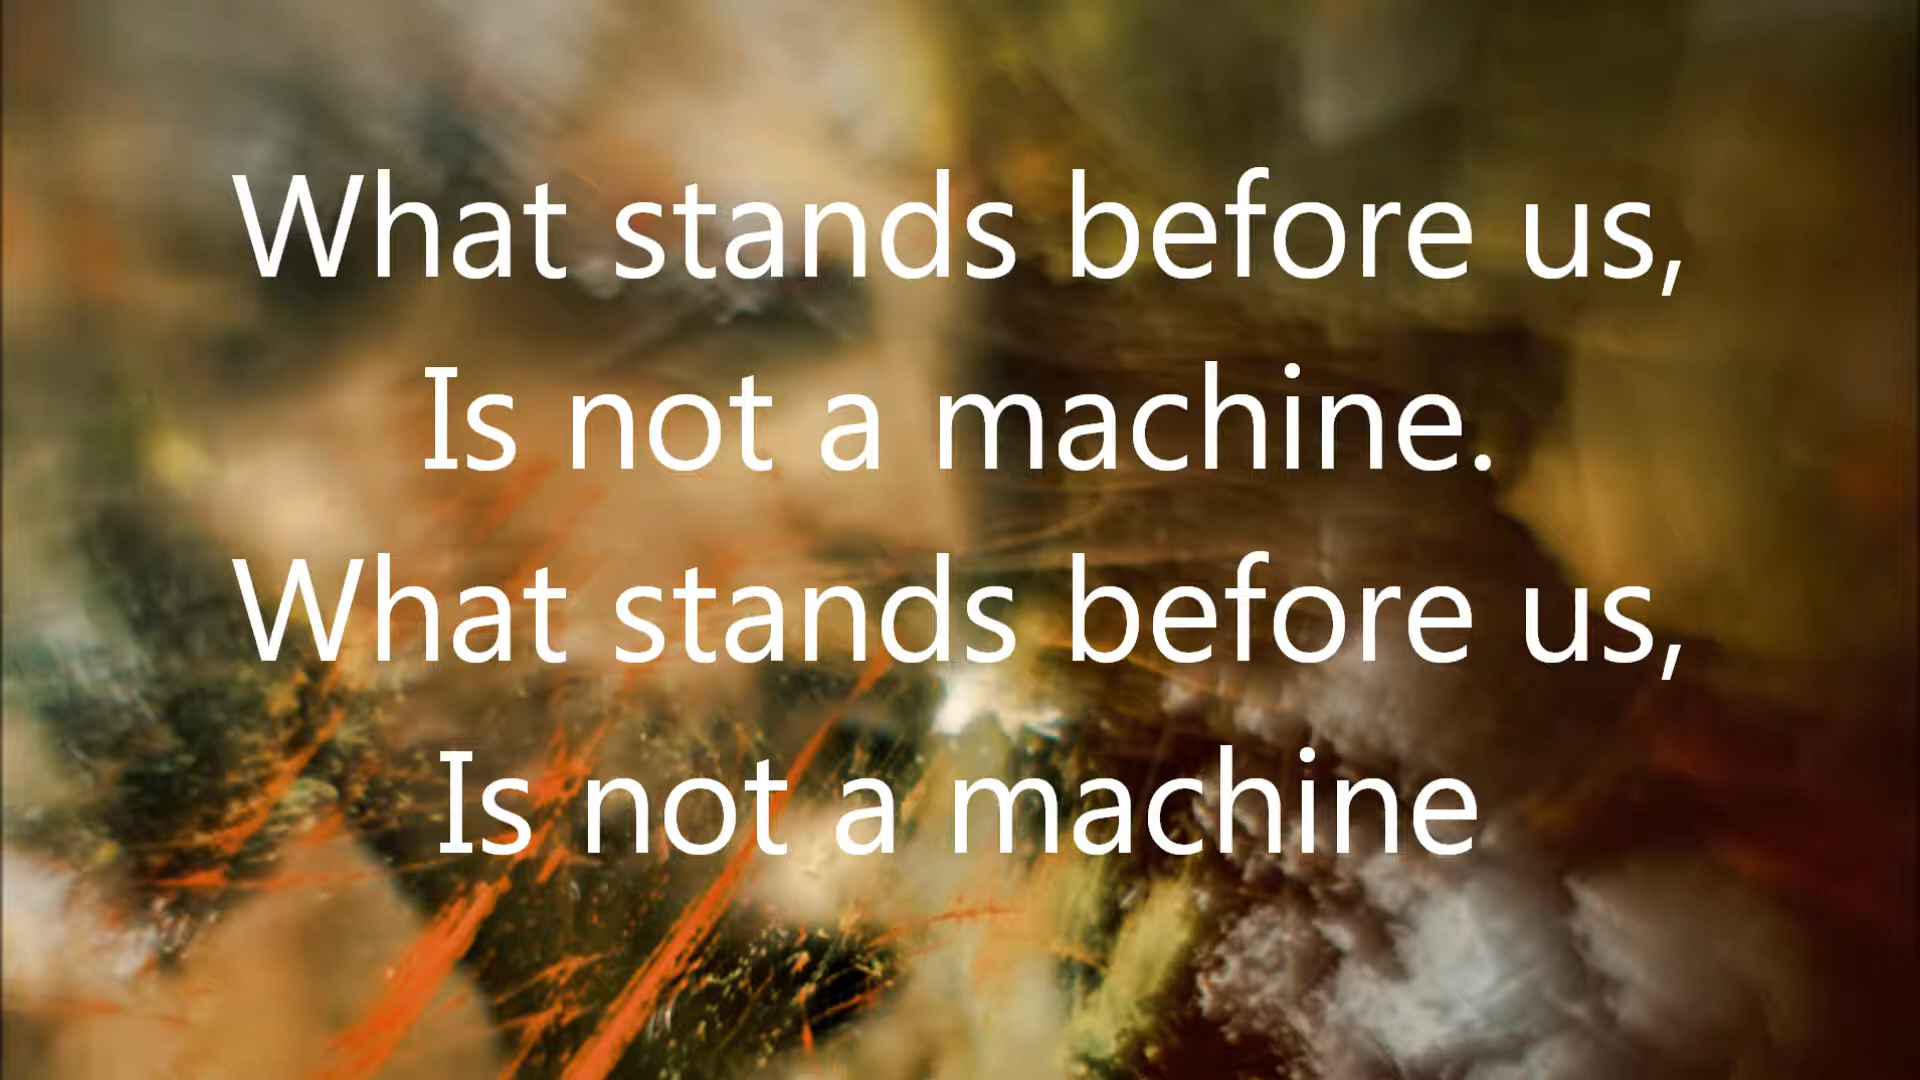 What stands before us,
Is not a machine.
What stands before us,
Is not a machine